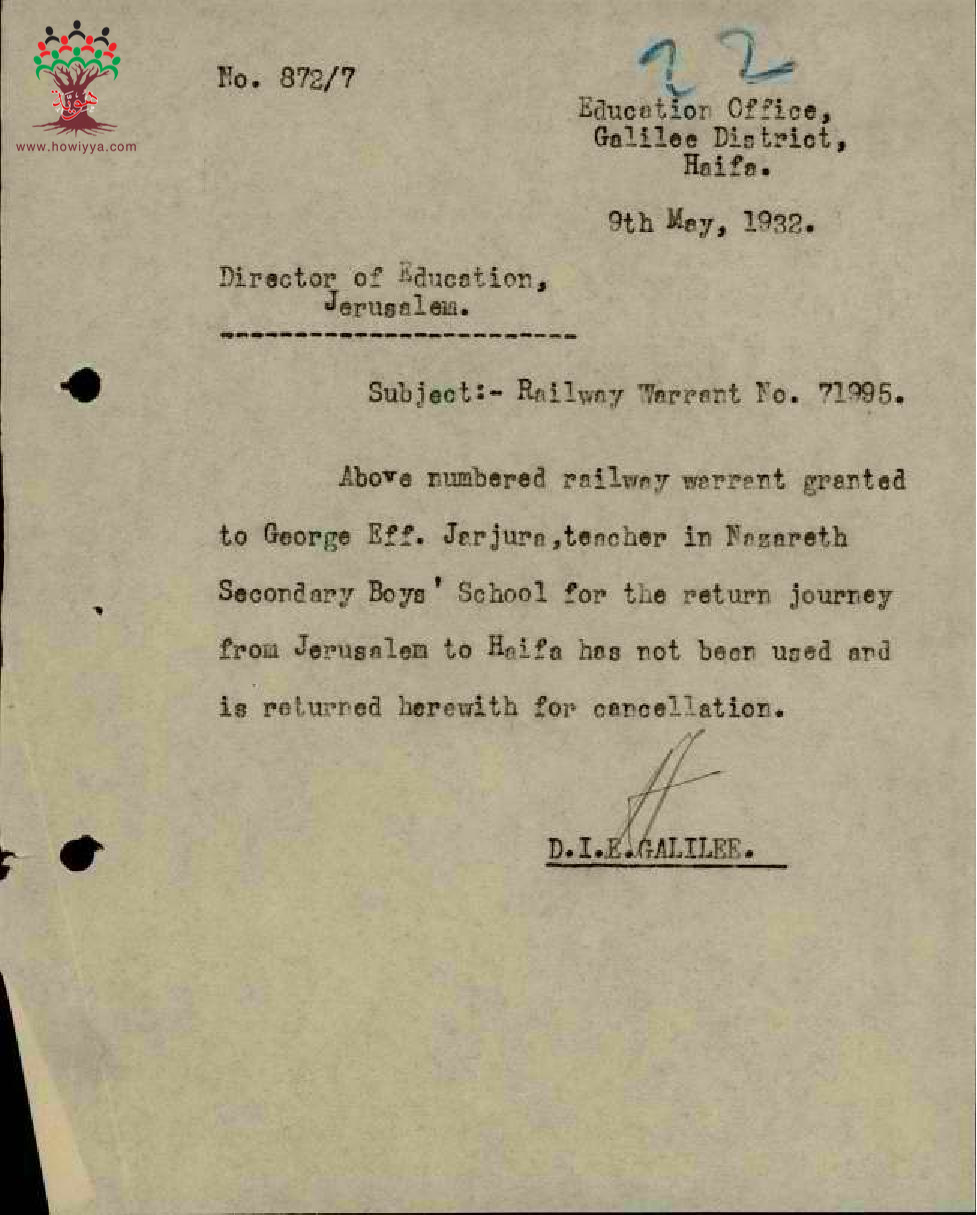 هوية
www.howiyya.com
22
No. 872/7
Education Office,
Galilee District,
Haifa.
9th May, 1932.
Director of Education,
Jerusalem.
-------------------------
Subject:- Railway Warrant No. 71995.
Above numbered railway warrant granted
to George Eff. Jarjura,teacher in Nazareth
Secondary Boys' School for the return journey
from Jerusalem to Haifa has not been used and
is returned herewith for cancellation.
D.I.E.GALILEE.